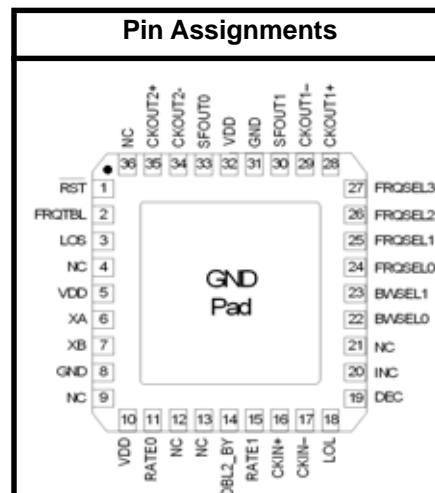 Pin Assignments
NC
CKOUT2+
CKOUT2-
SFOUT0
VDD
GND
SFOUT1
CKOUT1–
CKOUT1+
36 35 34 33 32 31 30 29 28
RST 1
FRQTBL 2
LOS 3
NC 4
VDD 5
XA 6
XB 7
GND 8
NC 9
GND
Pad
27 FRQSEL3
26 FRQSEL2
25 FRQSEL1
24 FRQSEL0
23 BWSEL1
22 BWSEL0
21 NC
20 INC
19 DEC
10 11 12 13 14 15 16 17 18
VDD
RATE0
NC
NC
DBL2_BY
RATE1
CKIN+
CKIN–
LOL